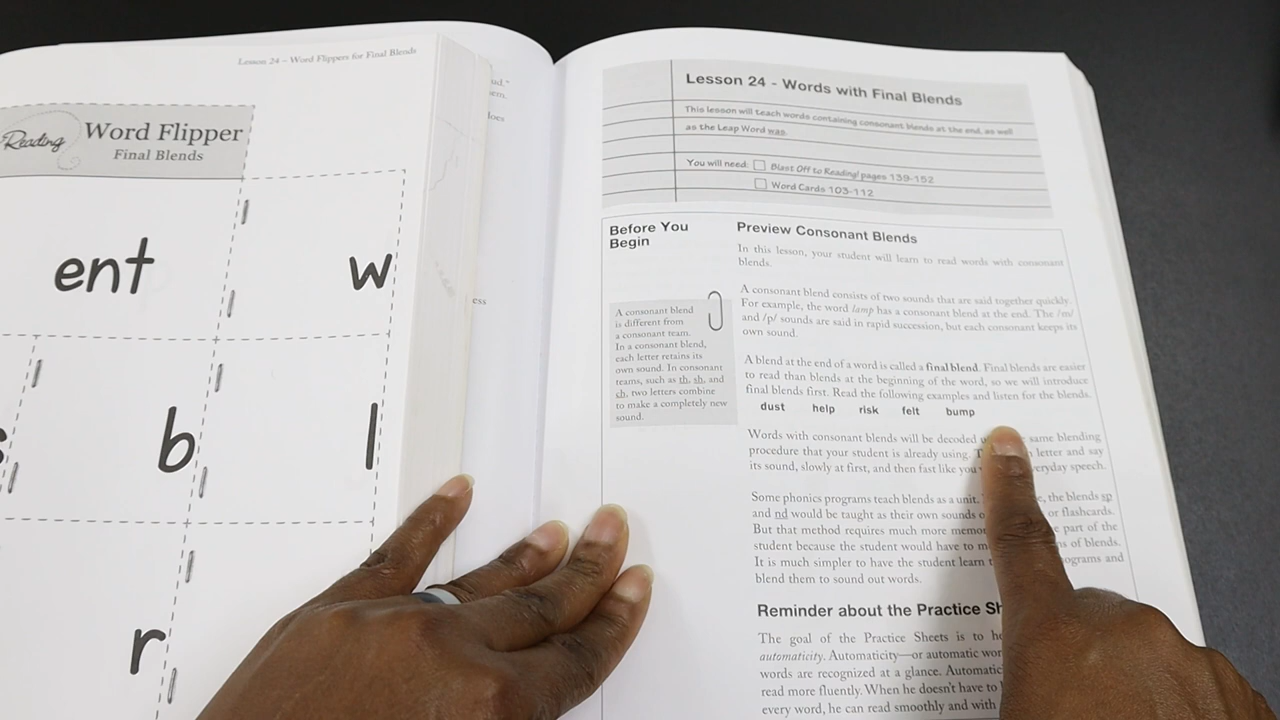 Lesson 24 – Word Flippers for Final Blends
Reading
Word Flipper
Final Blends
ent
w
s
b
l
r
ud."
em.
loes
ess
Lesson 24 - Words with Final Blends
This lesson will teach words containing consonant blends at the end, as well
as the Leap Word was.
You will need: Blast Off to Reading! pages 139-152
Word Cards 103-112
Before You
Begin
A consonant blend
is different from
a consonant team.
In a consonant blend,
each letter retains its
own sound. In consonant
teams, such as th, sh, and
ch, two letters combine
to make a completely new
sound.
Preview Consonant Blends
In this lesson, your student will learn to read words with consonant
blends.
A consonant blend consists of two sounds that are said together quickly.
For example, the word lamp has a consonant blend at the end. The /m/
and /p/ sounds are said in rapid succession, but each consonant keeps its
own sound.
A blend at the end of a word is called a final blend. Final blends are easier
to read than blends at the beginning of the word, so we will introduce
final blends first. Read the following examples and listen for the blends.
dust help risk felt bump
Words with consonant blends will be decoded same blending
procedure that your student is already using. letter and say
its sound, slowly at first, and then fast like you everyday speech.
Some phonics programs teach blends as a unit. the blends sp
and nd would be taught as their own sounds or flashcards.
But that method requires much more part of the
student because the student would have to of blends.
It is much simpler to have the student learn and
blend them to sound out words.
Reminder about the Practice
The goal of the Practice Sheets is to
automaticity. Automaticity—or automatic
words are recognized at a glance.
read more fluently. When he doesn't have to
every word, he can read smoothly and with